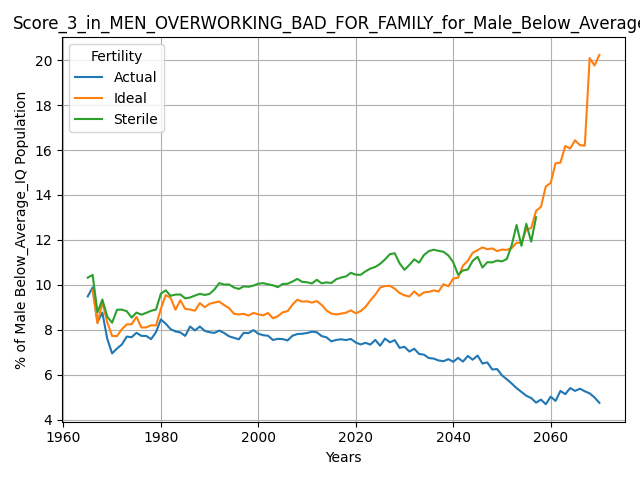 Score_3_in_MEN_OVERWORKING_BAD_FOR_FAMILY_for_Male_Below_Average
Fertility
Actual
Ideal
Sterile
% of Male Below_Average_IQ Population
20
18
16
14
12
10
8
6
4
1960 1980 2000 2020 2040 2060
Years